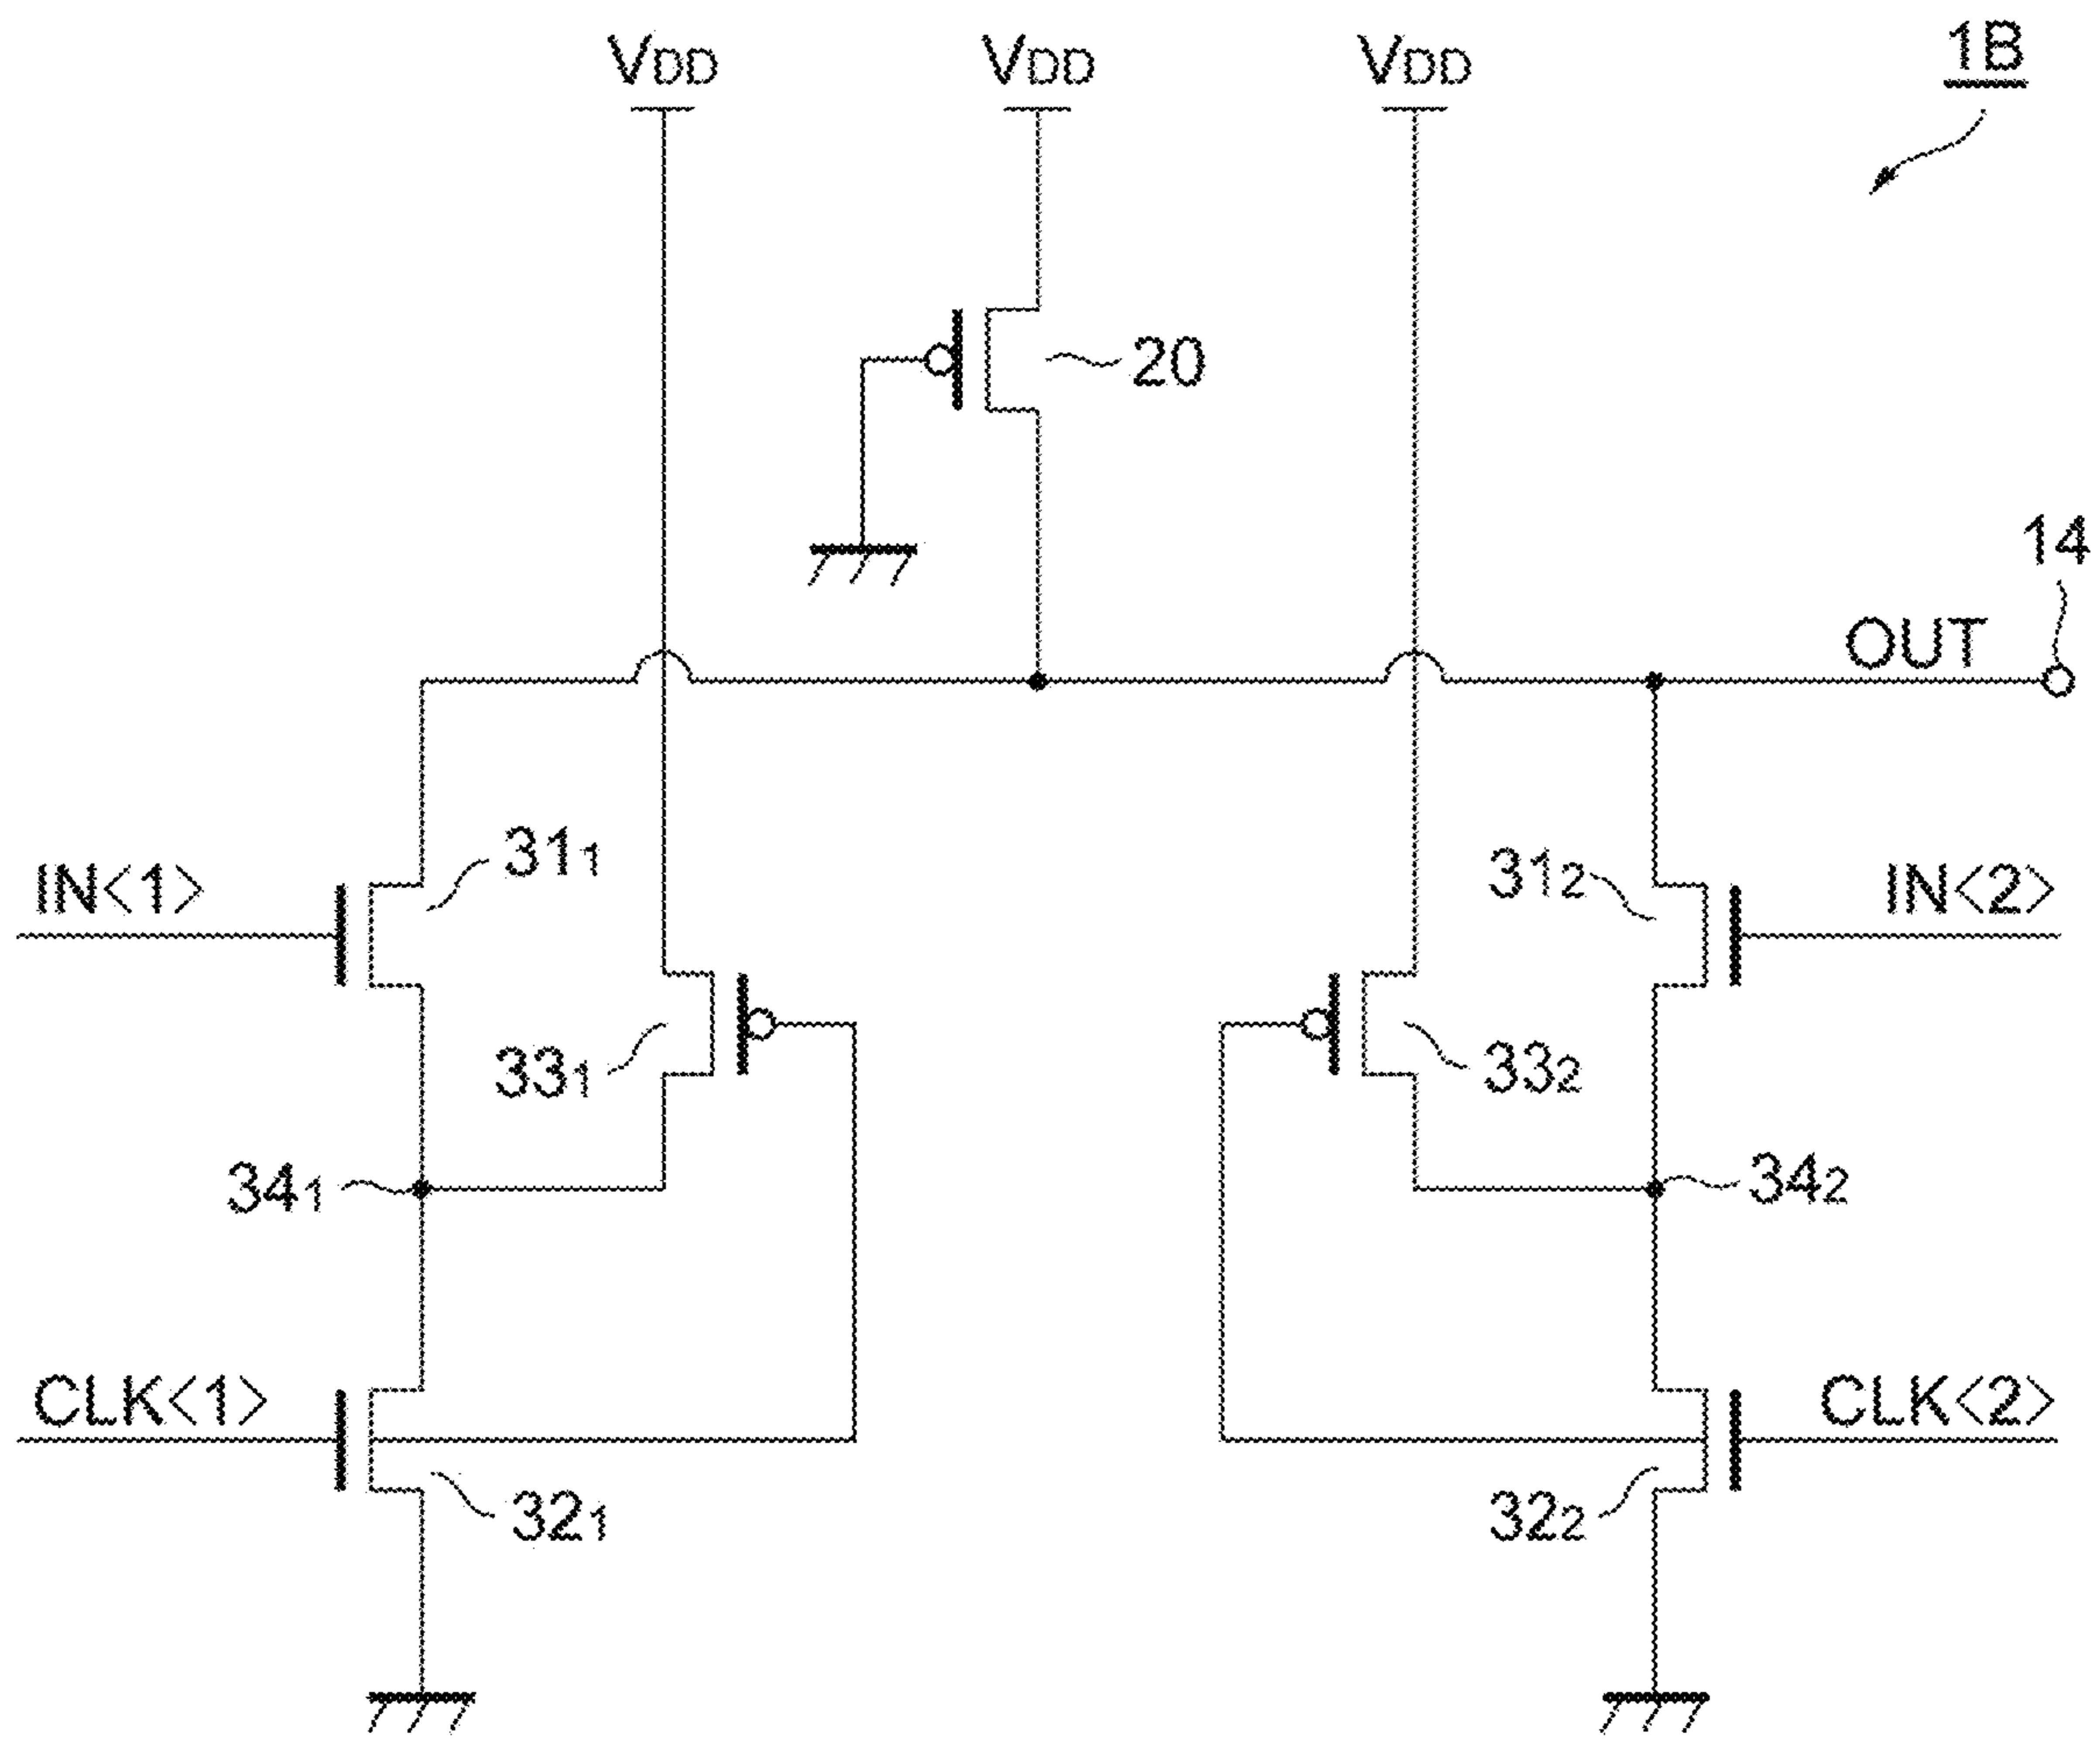 1B
VDD
VDD
VDD
20
14
OUT
IN<1>
311
312
IN<2>
331
332
341
342
CLK<1>
CLK<2>
321
322